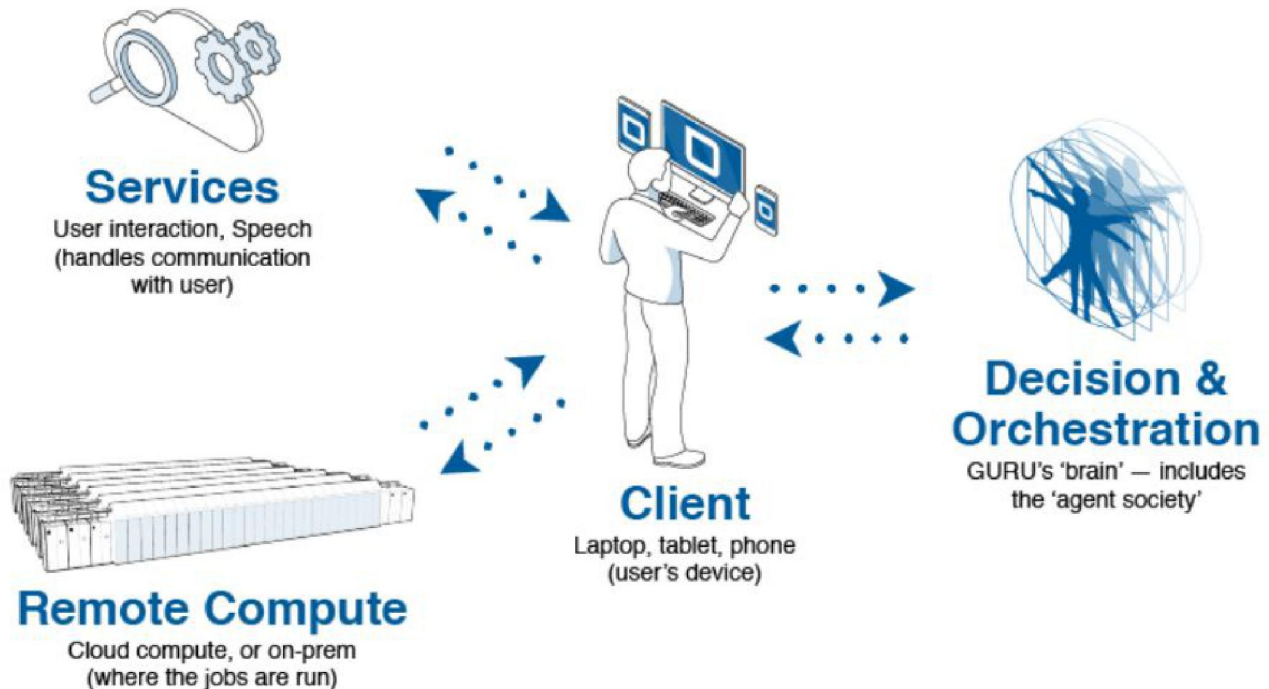 Services
User interaction, Speech
(handles communication
with user)
Decision &
Orchestration
GURU's 'brain' — includes
the 'agent society'
Client
Laptop, tablet, phone
(user's device)
Remote Compute
Cloud compute, or on-prem
(where the jobs are run)